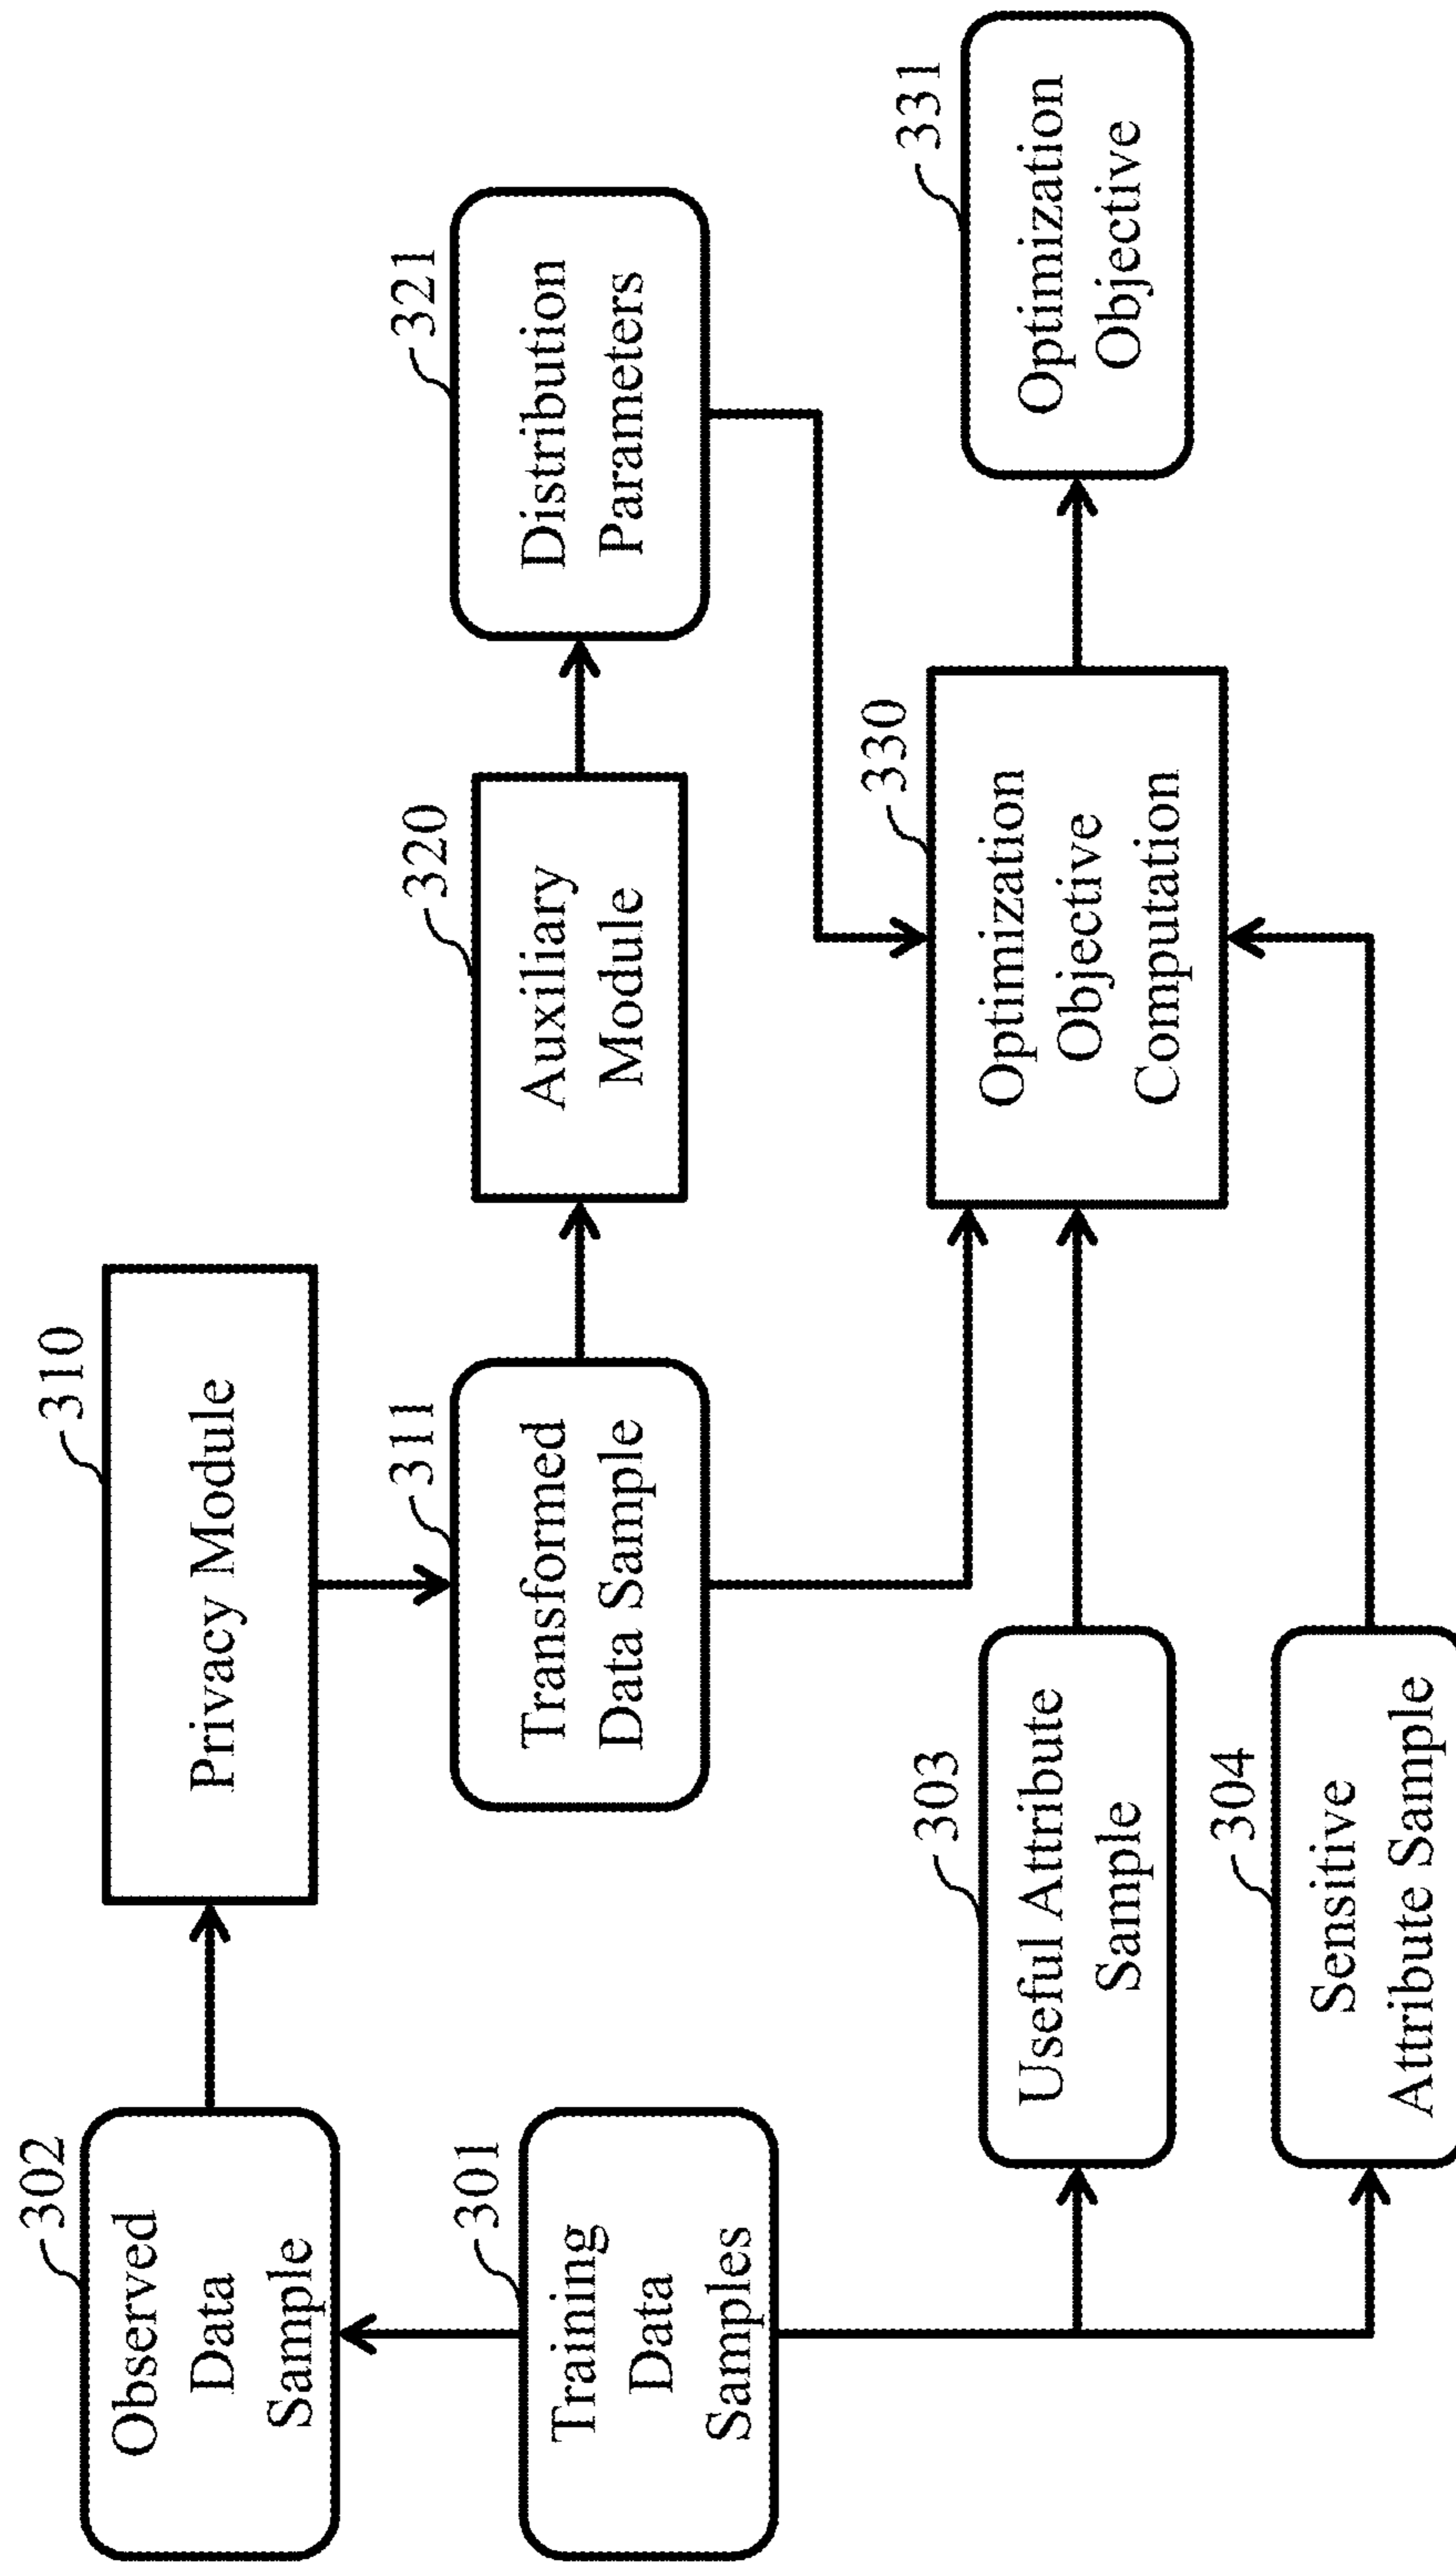 302
Observed
Data
Sample
310
Privacy Module
301
Training
Data
Samples
311
Transformed
Data Sample
320
Auxiliary
Module
321
Distribution
Parameters
303
Useful Attribute
Sample
304
Sensitive
Attribute Sample
330
Optimization
Objective
Computation
331
Optimization
Objective